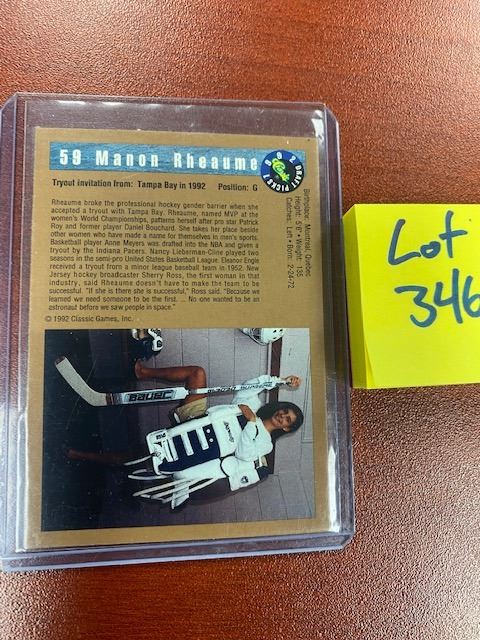 59 Manon Rheaume
92 DRAFT PICKS
Classic
Tryout invitation from: Tampa Bay in 1992 Position: G
Rheaume broke the professional hockey gender barrier when she
accepted a tryout with Tampa Bay. Rheaume, named MVP at the
women's World Championships, patterns herself after pro star Patrick
Roy and former player Daniel Bouchard. She takes her place beside
other women who have made a name for themselves in men's sports.
Basketball player Anne Meyers was drafted into the NBA and given a
tryout by the Indiana Pacers. Nancy Lieberman-Cline played two
seasons in the semi-pro United States Basketball League. Eleanor Engle
received a tryout from a minor league baseball team in 1952. New
Jersey hockey broadcaster Sherry Ross, the first woman in that
industry, said Rheaume doesn't have to make the team to be
successful. "If she is there she is successful," Ross said. "Because we
learned we need someone to be the first. ... No one wanted to be an
astronaut before we saw people in space."
© 1992 Classic Games, Inc.
Birthplace: Montreal, Quebec
Height: 5'6" • Weight: 135
Catches: Left • Born: 2-24-72
BAUER
Lot
346